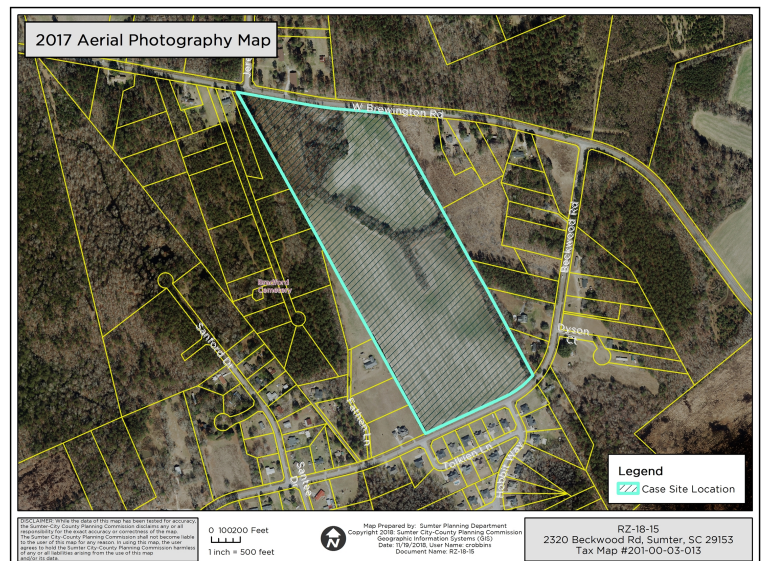 2017 Aerial Photography Map
W Brewington Rd
Beckwood Rd
Dyson
Ct
Cemetery
Sanford Dr
Eather Ln
Santee
Dr
Tolkien Ln
Hobbit Way
Legend
Case Site Location
DISCLAIMER: While the data of this map has been tested for accuracy,
the Sumter-City County Planning Commission disclaims any or all
responsibility for the exact accuracy or correctness of the map.
The Sumter City-County Planning Commission shall not become liable
to the user of this map for any reason. In using this map, the user
agrees to hold the Sumter City-County Planning Commission harmless
of any or all liabilities arising from the use of this map
and/or its data.
0 100200 Feet
1 inch = 500 feet
Map Prepared by: Sumter Planning Department
Copyright 2018: Sumter City-County Planning Commission
Geographic Information Systems (GIS)
Date: 11/19/2018, User Name: crobbins
Document Name: RZ-18-15
RZ-18-15
2320 Beckwood Rd, Sumter, SC 29153
Tax Map #201-00-03-013